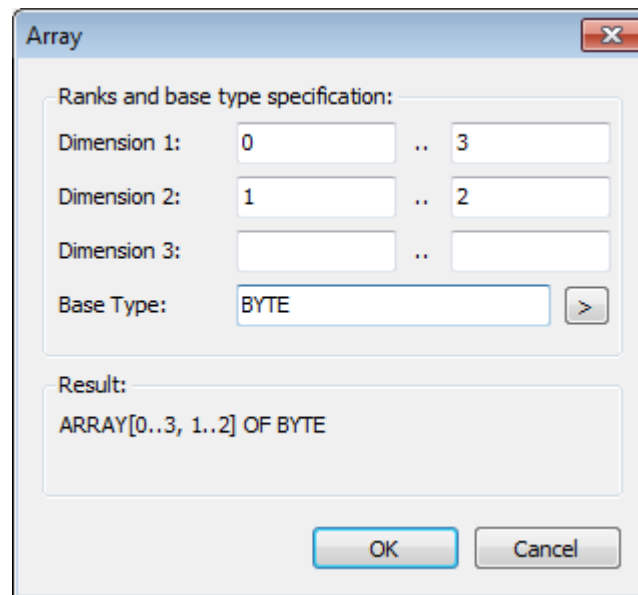 Array
Ranks and base type specification:
Dimension 1: 0 .. 3
Dimension 2: 1 .. 2
Dimension 3: ..
Base Type: BYTE >
Result:
ARRAY[0..3, 1..2] OF BYTE
OK Cancel